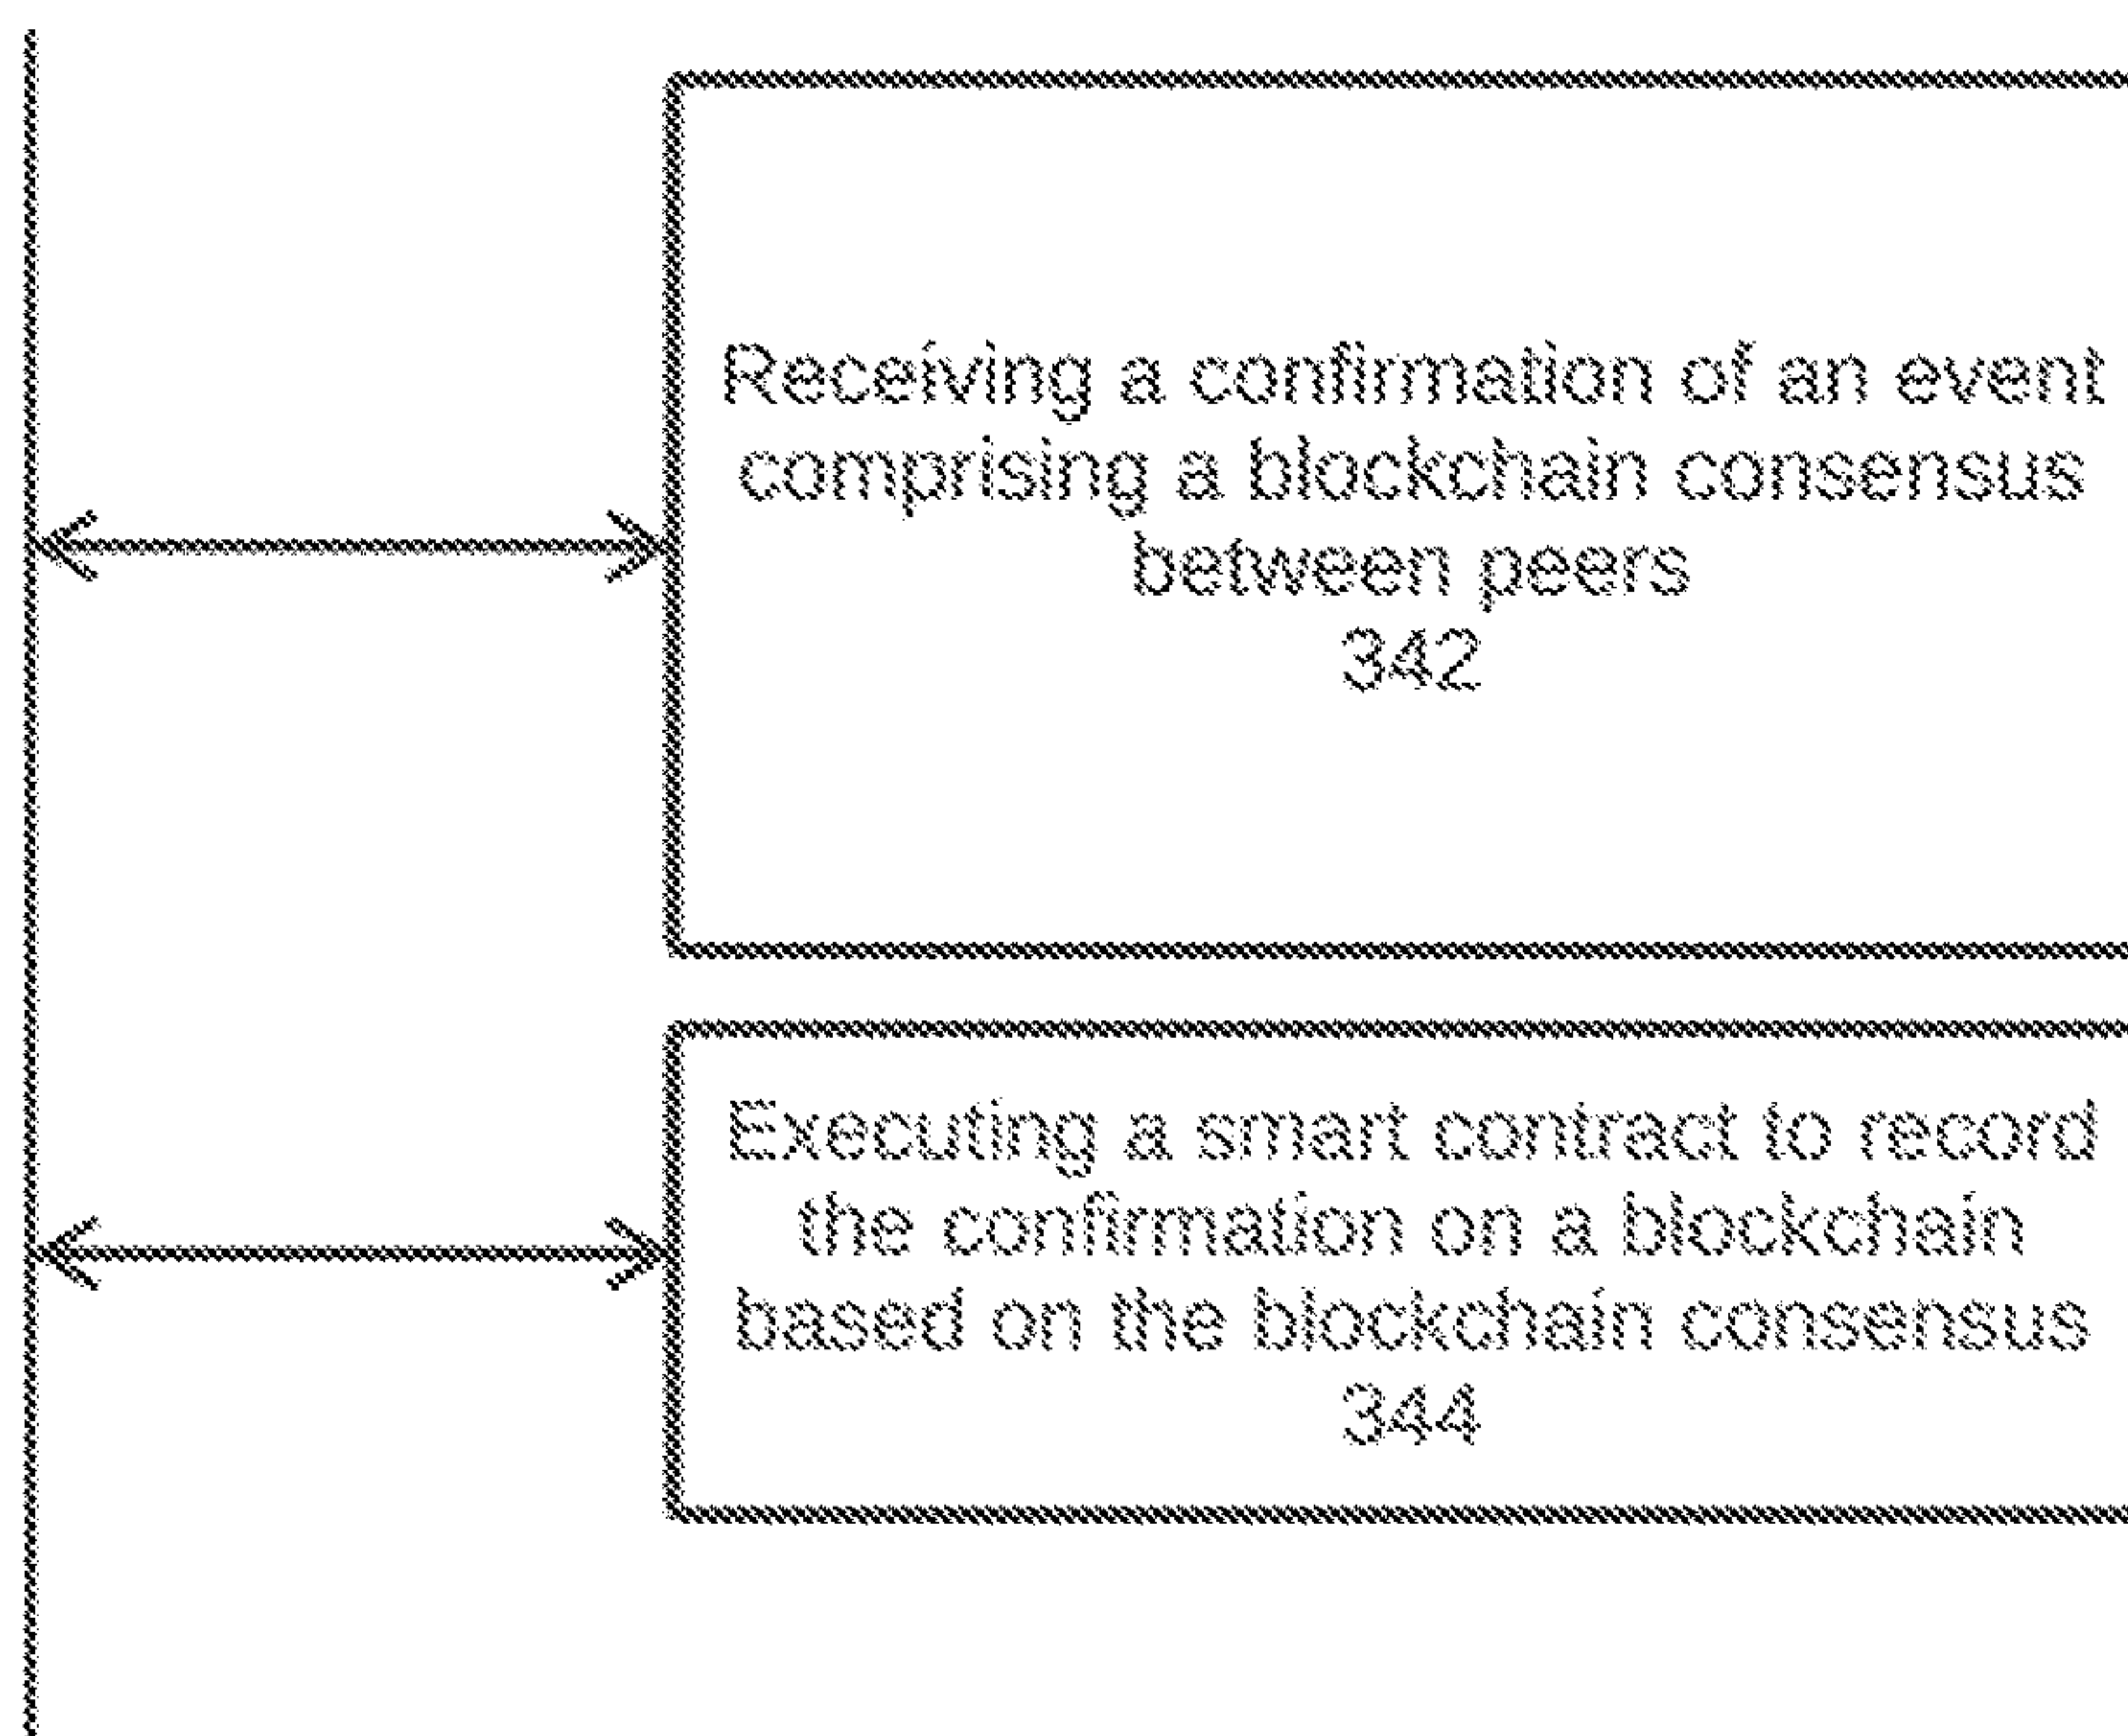 Receiving a confirmation of an event
comprising a blockchain consensus
between peers
342
Executing a smart contract to record
the confirmation on a blockchain
based on the blockchain consensus
344